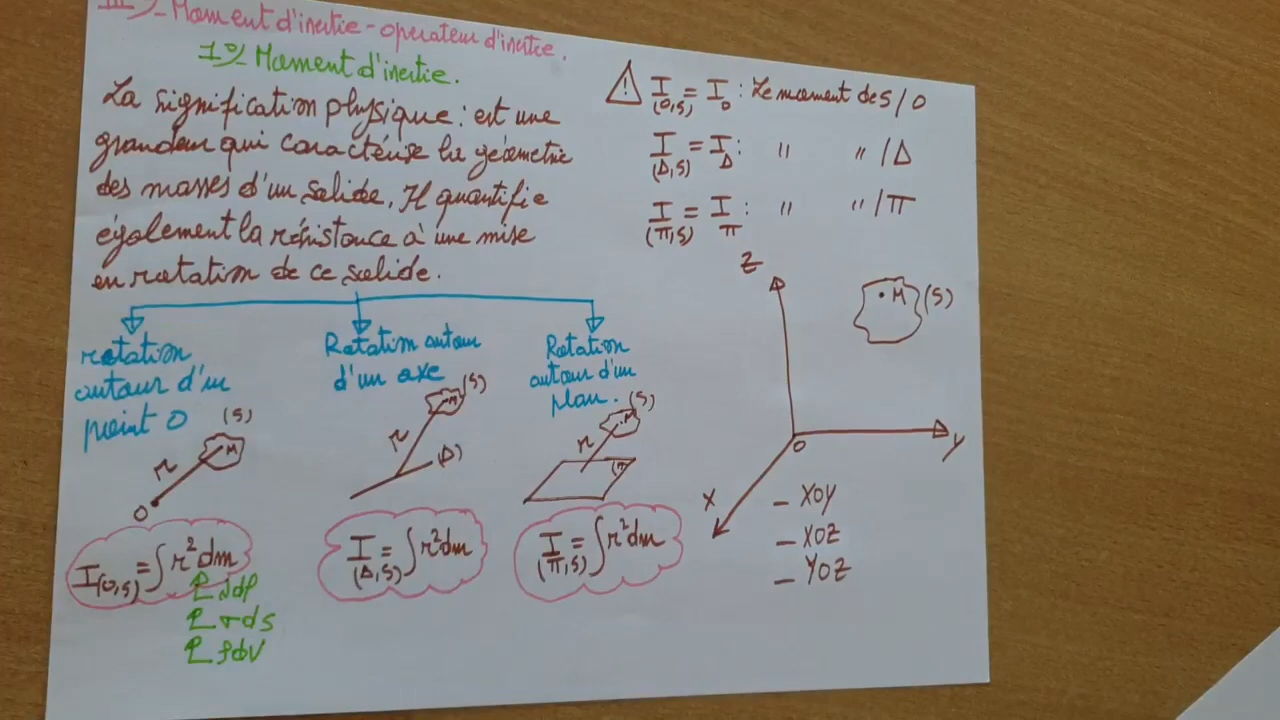 III°)- Moment d'inertie - operateur d'inertie.
1°)- Moment d'inertie.
La signification physique : est une
grandeur qui caractérise la géométrie
des masses d'un solide. Il quantifie
également la résistance à une mise
en rotation de ce solide.
rotation
autour d'un
point O
(S)
M
r
O
I(O,S) = ∫r²dm
λdl
σds
ρdV
Rotation autour
d'un axe
(S)
M
r
(Δ)
I(Δ,S) = ∫r²dm
Rotation
autour d'un
plan.
(S)
M
r
(π)
I(π,S) = ∫r²dm
⚠ I(O,S) = I_O : Le moment de S/O
I(Δ,S) = I_Δ : " " /Δ
I(π,S) = I_π : " " /π
Z
M (S)
O
Y
X
- XOY
- XOZ
- YOZ